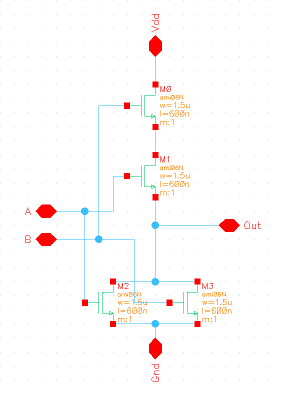 Vdd
M0
ami06N
w=1.5u
l=600n
m:1
M1
ami06N
w=1.5u
l=600n
m:1
A
B
Out
M2
ami06N
w=1.5u
l=600n
m:1
M3
ami06N
w=1.5u
l=600n
m:1
Gnd